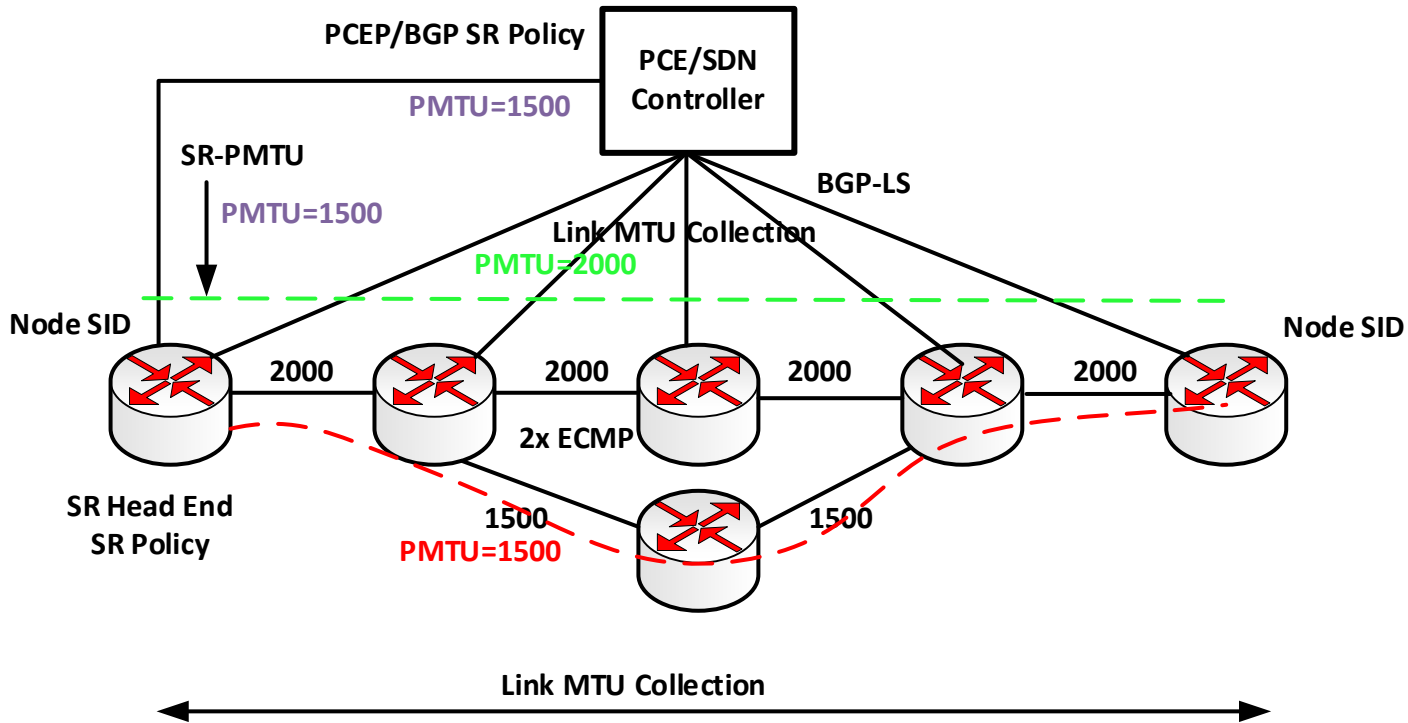 PCEP/BGP SR Policy
PCE/SDN
Controller
PMTU=1500
SR-PMTU
PMTU=1500
BGP-LS
Link MTU Collection
PMTU=2000
Node SID
Node SID
2000
2000
2000
2000
2x ECMP
SR Head End
SR Policy
1500
1500
PMTU=1500
Link MTU Collection